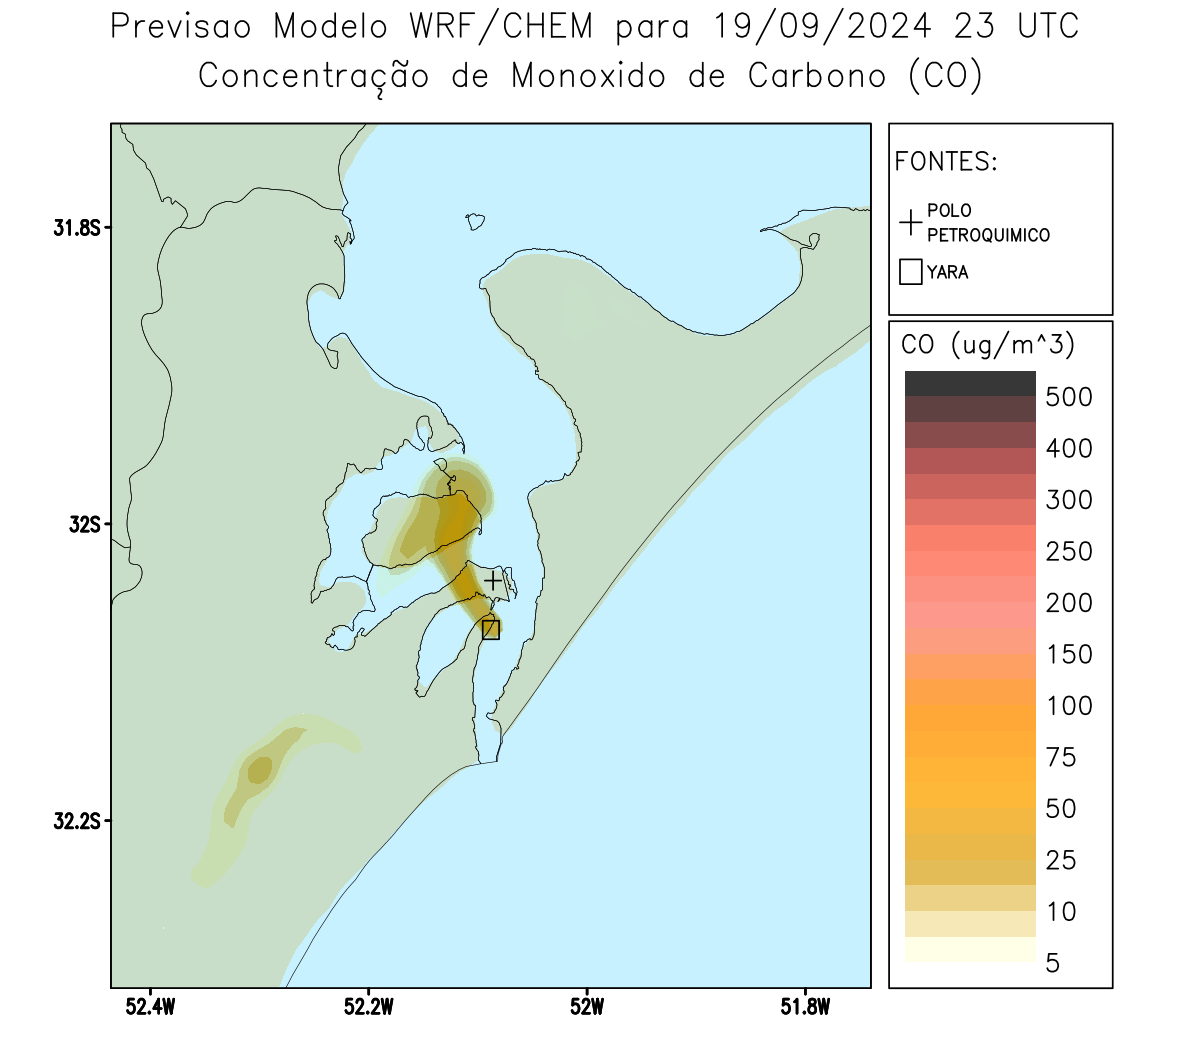 Previsao Modelo WRF/CHEM para 19/09/2024 23 UTC
Concentração de Monoxido de Carbono (CO)
FONTES:
POLO
PETROQUIMICO
YARA
CO (ug/m^3)
500
400
300
250
200
150
100
75
50
25
10
5
31.8S
32S
32.2S
52.4W
52.2W
52W
51.8W